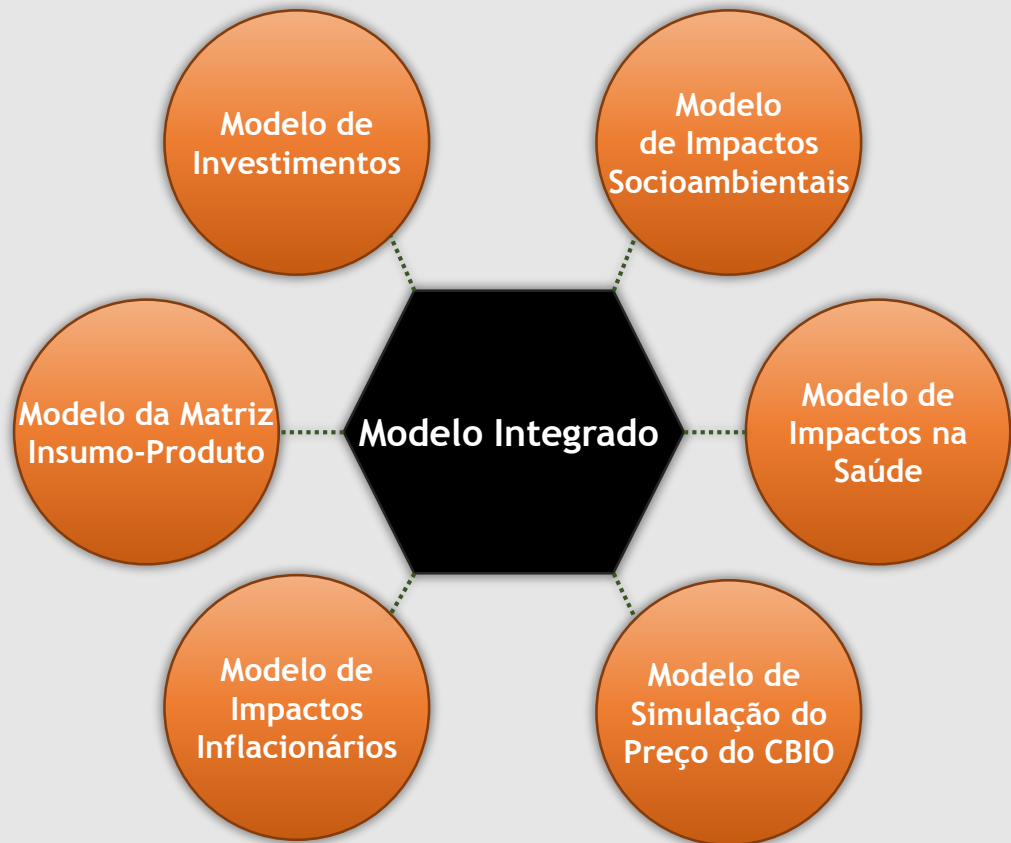 Modelo de
Investimentos
Modelo
de Impactos
Socioambientais
Modelo da Matriz
Insumo-Produto
Modelo Integrado
Modelo de
Impactos na
Saúde
Modelo de
Impactos
Inflacionários
Modelo de
Simulação do
Preço do CBIO